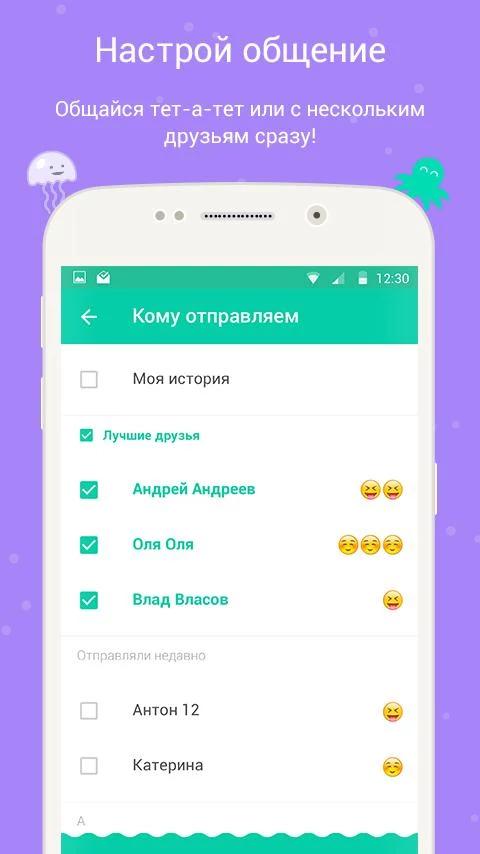 Настрой общение
Общайся тет-а-тет или с нескольким
друзьям сразу!
12:30
Кому отправляем
Моя история
Лучшие друзья
Андрей Андреев
Оля Оля
Влад Власов
Отправляли недавно
Антон 12
Катерина
А